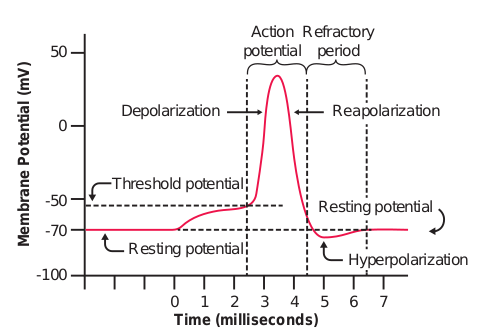 Action Refractory
potential period
50
Depolarization
Reapolarization
0
Membrane Potential (mV)
Threshold potential
-50
Resting potential
-70
Resting potential
Hyperpolarization
-100
0 1 2 3 4 5 6 7
Time (milliseconds)